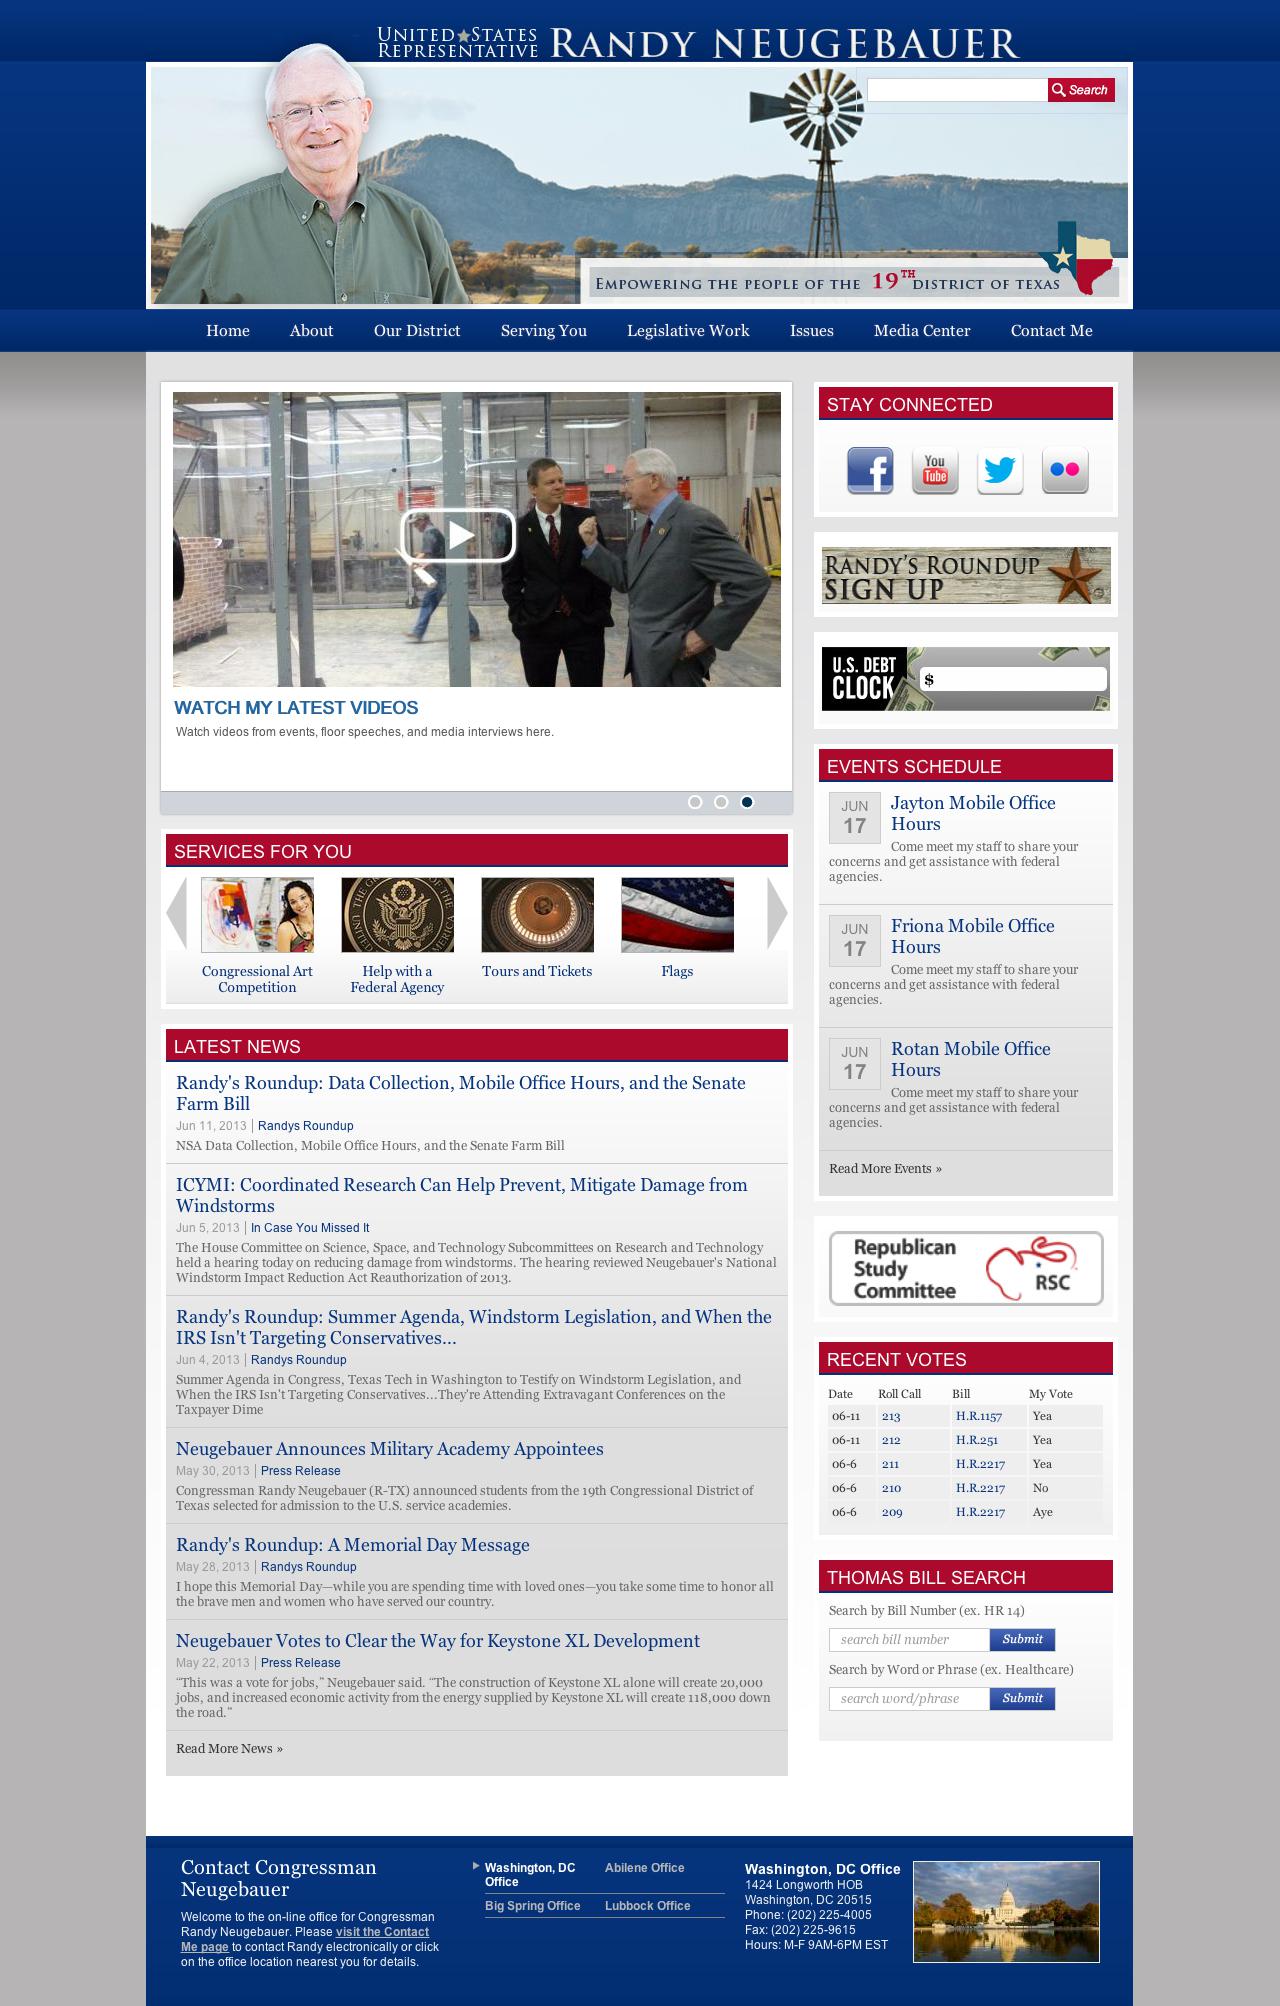 UNITED STATES
REPRESENTATIVE RANDY NEUGEBAUER
Search
EMPOWERING THE PEOPLE OF THE 19TH DISTRICT OF TEXAS
Home About Our District Serving You Legislative Work Issues Media Center Contact Me
WATCH MY LATEST VIDEOS
Watch videos from events, floor speeches, and media interviews here.
SERVICES FOR YOU
Congressional Art
Competition
Help with a
Federal Agency
Tours and Tickets
Flags
LATEST NEWS
Randy's Roundup: Data Collection, Mobile Office Hours, and the Senate
Farm Bill
Jun 11, 2013 | Randys Roundup
NSA Data Collection, Mobile Office Hours, and the Senate Farm Bill
ICYMI: Coordinated Research Can Help Prevent, Mitigate Damage from
Windstorms
Jun 5, 2013 | In Case You Missed It
The House Committee on Science, Space, and Technology Subcommittees on Research and Technology
held a hearing today on reducing damage from windstorms. The hearing reviewed Neugebauer's National
Windstorm Impact Reduction Act Reauthorization of 2013.
Randy's Roundup: Summer Agenda, Windstorm Legislation, and When the
IRS Isn't Targeting Conservatives...
Jun 4, 2013 | Randys Roundup
Summer Agenda in Congress, Texas Tech in Washington to Testify on Windstorm Legislation, and
When the IRS Isn't Targeting Conservatives...They're Attending Extravagant Conferences on the
Taxpayer Dime
Neugebauer Announces Military Academy Appointees
May 30, 2013 | Press Release
Congressman Randy Neugebauer (R-TX) announced students from the 19th Congressional District of
Texas selected for admission to the U.S. service academies.
Randy's Roundup: A Memorial Day Message
May 28, 2013 | Randys Roundup
I hope this Memorial Day—while you are spending time with loved ones—you take some time to honor all
the brave men and women who have served our country.
Neugebauer Votes to Clear the Way for Keystone XL Development
May 22, 2013 | Press Release
“This was a vote for jobs,” Neugebauer said. “The construction of Keystone XL alone will create 20,000
jobs, and increased economic activity from the energy supplied by Keystone XL will create 118,000 down
the road.”
Read More News »
STAY CONNECTED
You
Tube
RANDY'S ROUNDUP
SIGN UP
U.S. DEBT
CLOCK
$
EVENTS SCHEDULE
JUN
17
Jayton Mobile Office
Hours
Come meet my staff to share your
concerns and get assistance with federal
agencies.
JUN
17
Friona Mobile Office
Hours
Come meet my staff to share your
concerns and get assistance with federal
agencies.
JUN
17
Rotan Mobile Office
Hours
Come meet my staff to share your
concerns and get assistance with federal
agencies.
Read More Events »
Republican
Study
Committee
RSC
RECENT VOTES
Date Roll Call Bill My Vote
06-11 213 H.R.1157 Yea
06-11 212 H.R.251 Yea
06-6 211 H.R.2217 Yea
06-6 210 H.R.2217 No
06-6 209 H.R.2217 Aye
THOMAS BILL SEARCH
Search by Bill Number (ex. HR 14)
search bill number Submit
Search by Word or Phrase (ex. Healthcare)
search word/phrase Submit
Contact Congressman
Neugebauer
Welcome to the on-line office for Congressman
Randy Neugebauer. Please visit the Contact
Me page to contact Randy electronically or click
on the office location nearest you for details.
Washington, DC
Office
Abilene Office
Big Spring Office
Lubbock Office
Washington, DC Office
1424 Longworth HOB
Washington, DC 20515
Phone: (202) 225-4005
Fax: (202) 225-9615
Hours: M-F 9AM-6PM EST